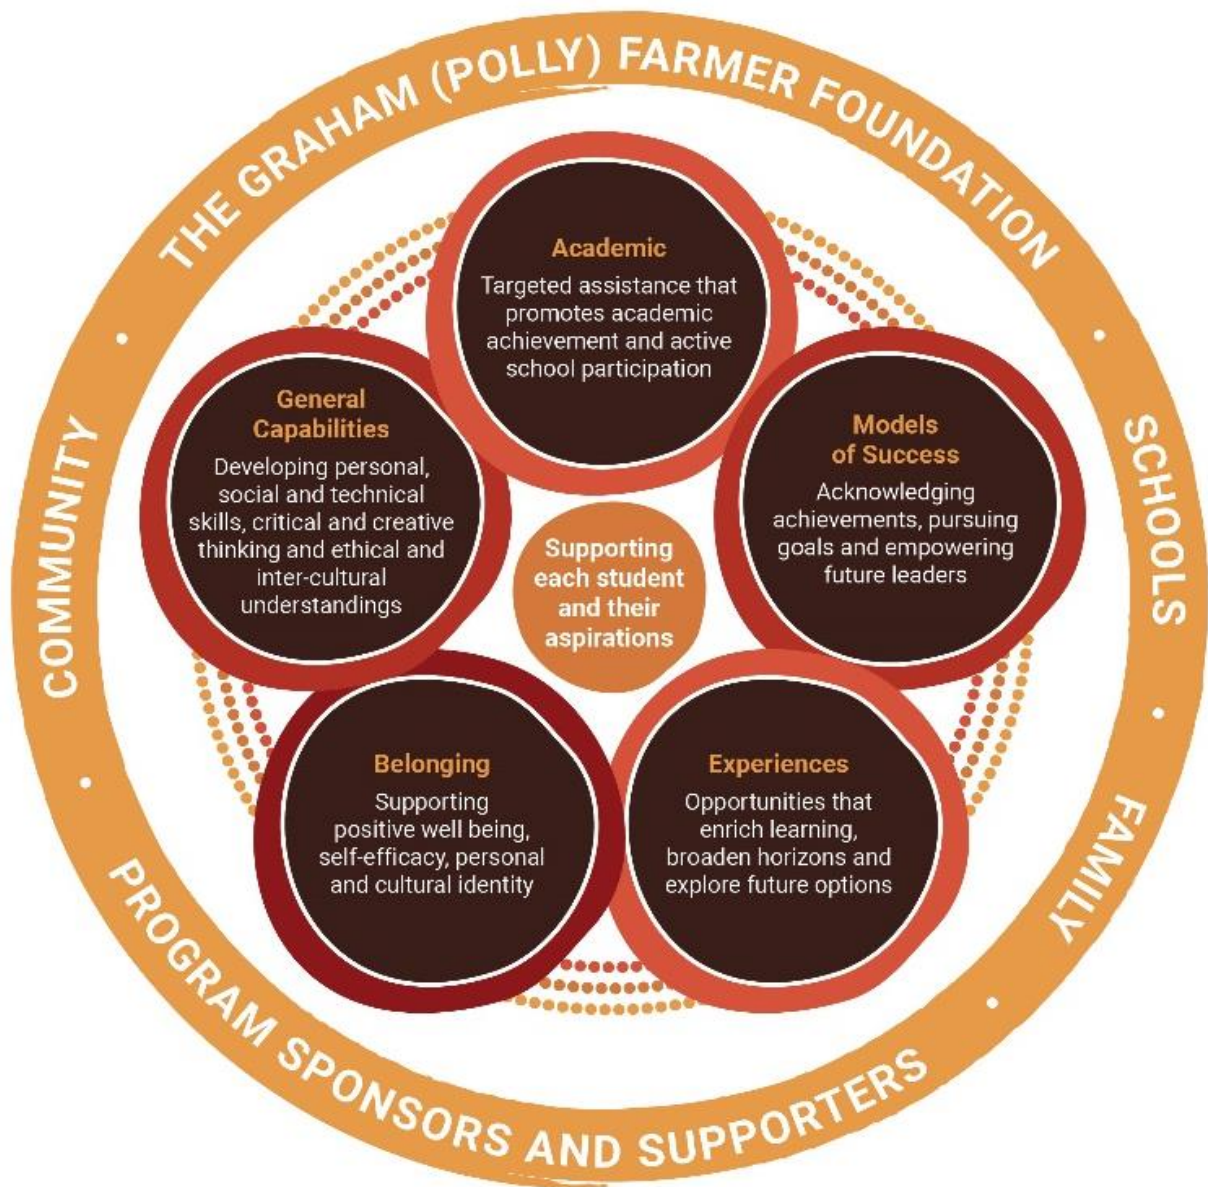 THE GRAHAM (POLLY) FARMER FOUNDATION
SCHOOLS
FAMILY
PROGRAM SPONSORS AND SUPPORTERS
COMMUNITY
Academic
Targeted assistance that
promotes academic
achievement and active
school participation
Models
of Success
Acknowledging
achievements, pursuing
goals and empowering
future leaders
Experiences
Opportunities that
enrich learning,
broaden horizons and
explore future options
Belonging
Supporting
positive well being,
self-efficacy, personal
and cultural identity
General
Capabilities
Developing personal,
social and technical
skills, critical and creative
thinking and ethical and
inter-cultural
understandings
Supporting
each student
and their
aspirations